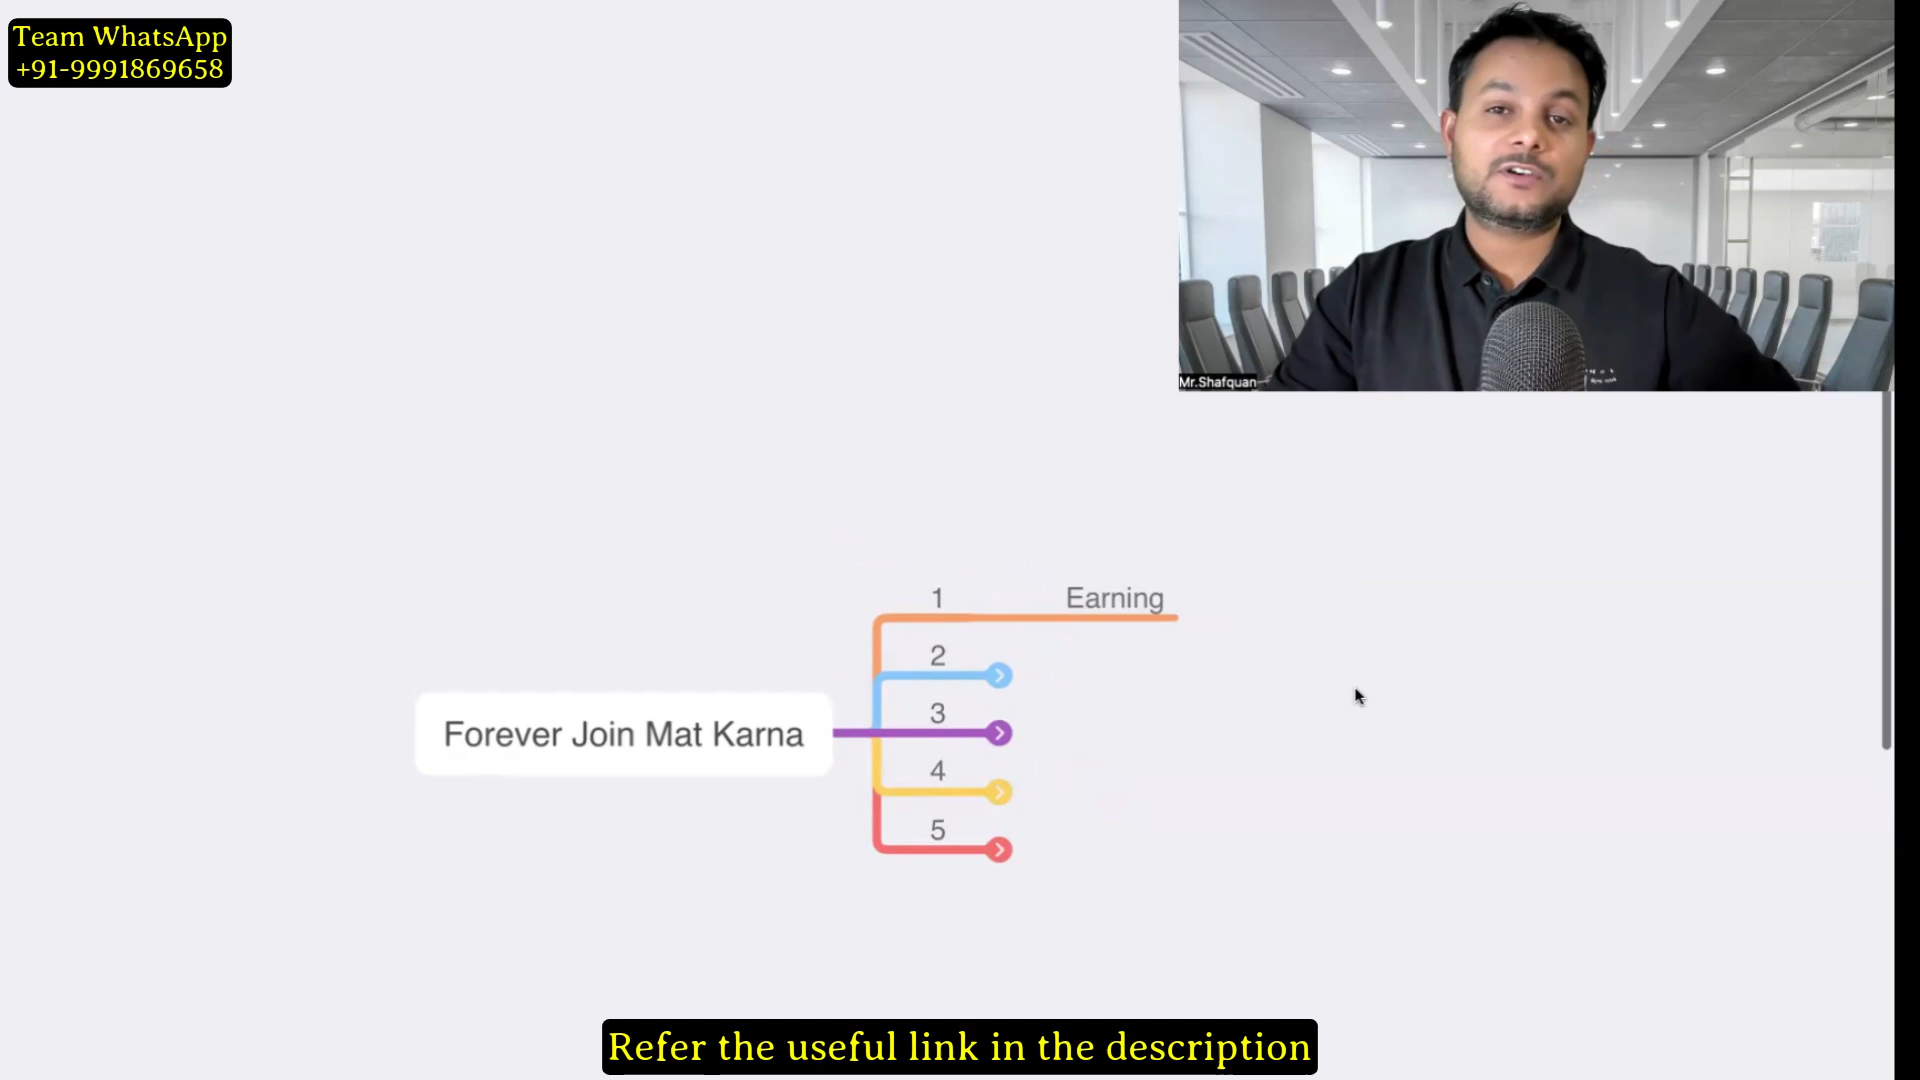 Team WhatsApp
+91-9991869658
Mr.Shafquan
1 Earning
2
3
Forever Join Mat Karna
4
5
Refer the useful link in the description